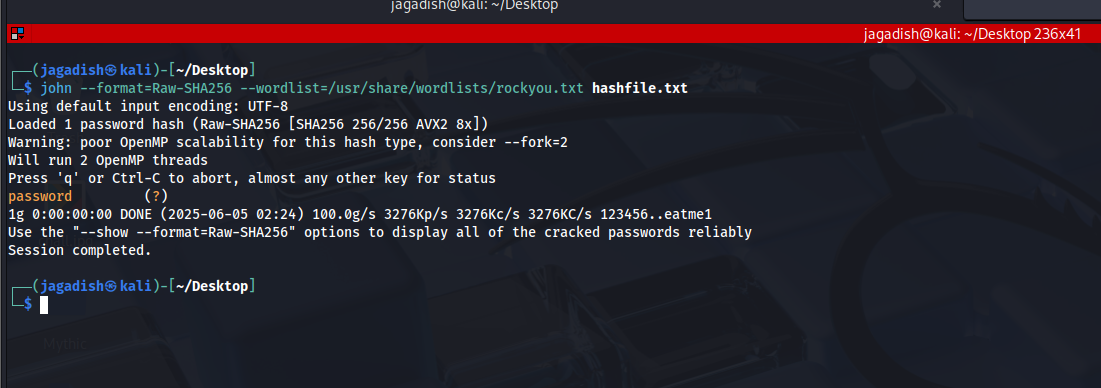 jagadish@kali: ~/Desktop
jagadish@kali: ~/Desktop 236x41
┌──(jagadish㉿kali)-[~/Desktop]
└─$ john --format=Raw-SHA256 --wordlist=/usr/share/wordlists/rockyou.txt hashfile.txt
Using default input encoding: UTF-8
Loaded 1 password hash (Raw-SHA256 [SHA256 256/256 AVX2 8x])
Warning: poor OpenMP scalability for this hash type, consider --fork=2
Will run 2 OpenMP threads
Press 'q' or Ctrl-C to abort, almost any other key for status
password         (?)
1g 0:00:00:00 DONE (2025-06-05 02:24) 100.0g/s 3276Kp/s 3276Kc/s 3276KC/s 123456..eatme1
Use the "--show --format=Raw-SHA256" options to display all of the cracked passwords reliably
Session completed.
┌──(jagadish㉿kali)-[~/Desktop]
└─$
Mythic